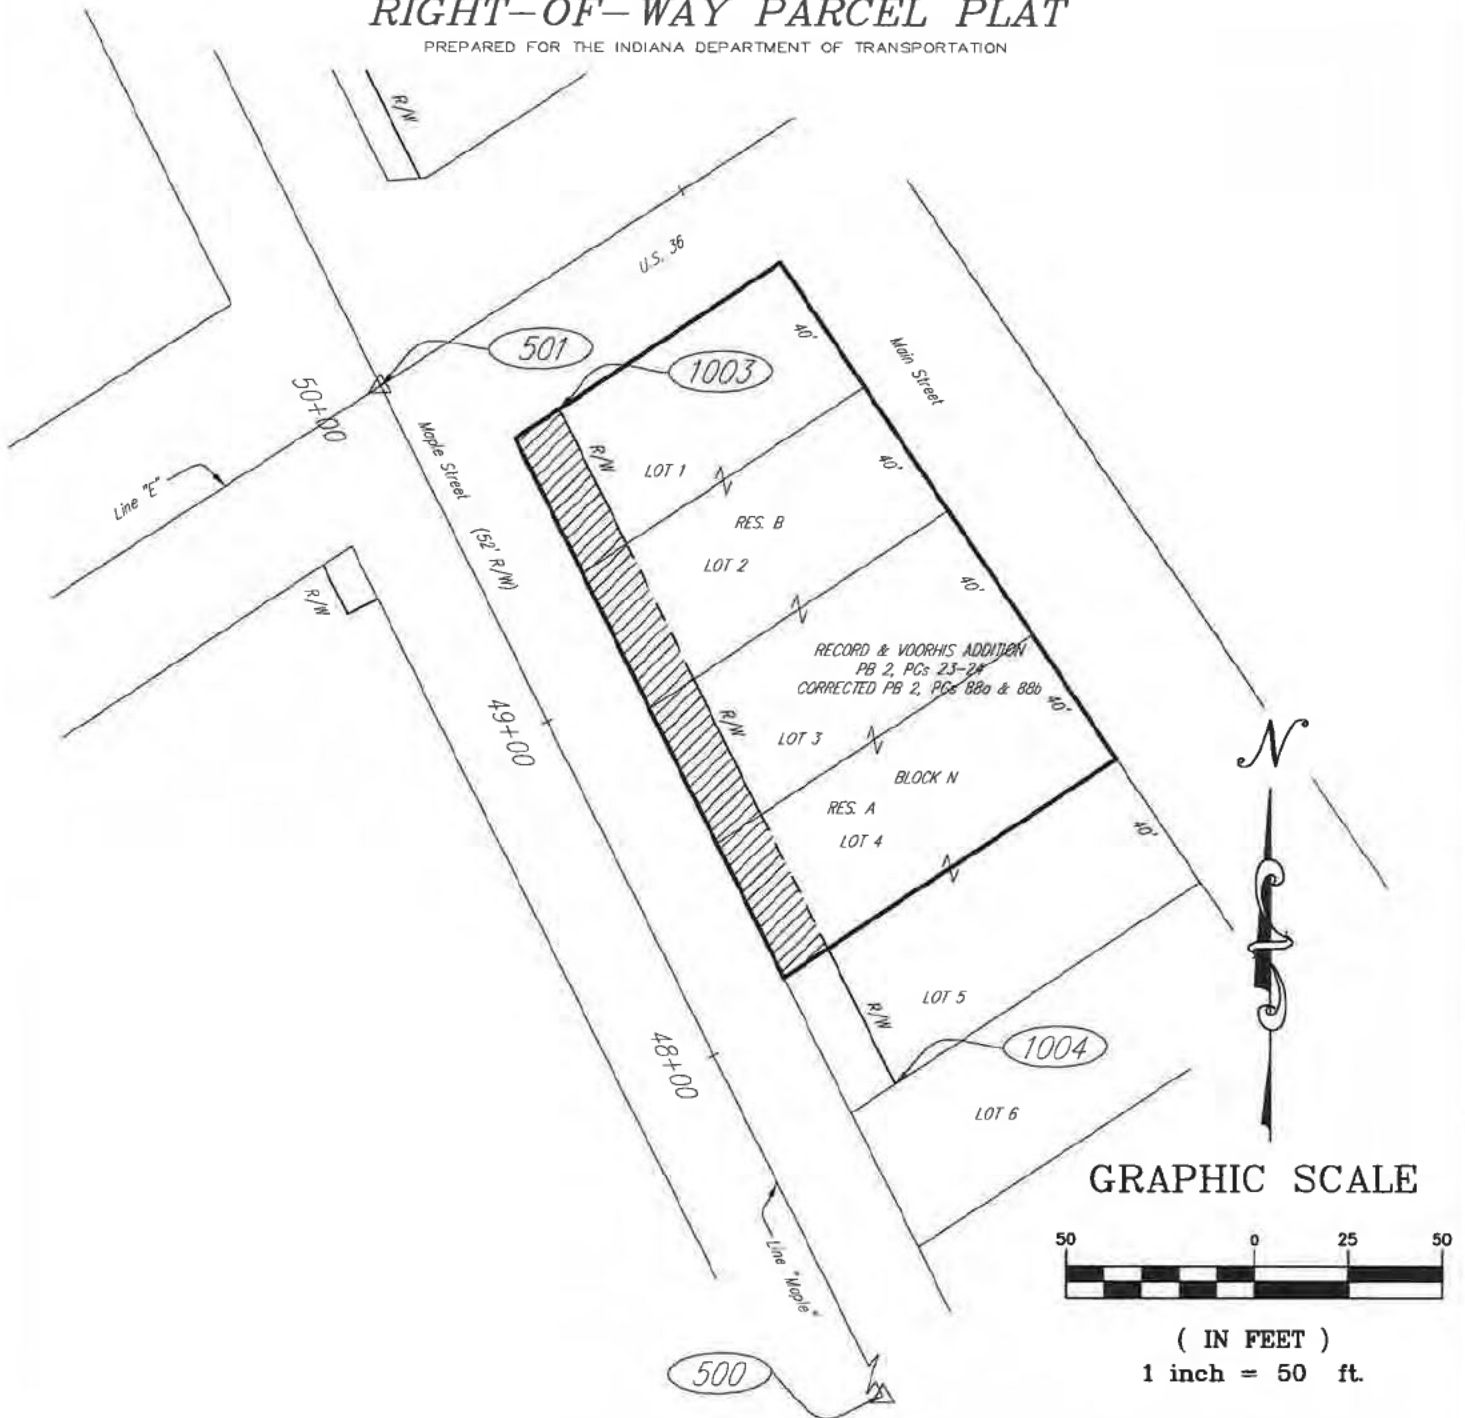 RIGHT-OF-WAY PARCEL PLAT
PREPARED FOR THE INDIANA DEPARTMENT OF TRANSPORTATION
R/W
U.S. 36
501
1003
40'
Main Street
50+00
Maple Street
(52' R/W)
Line "E"
R/W
LOT 1
40'
RES. B
LOT 2
R/W
40'
RECORD & VOORHIS ADDITION
PB 2, PGs 23-24
CORRECTED PB 2, PGs 88a & 88b
40'
49+00
R/W
LOT 3
N
BLOCK N
RES. A
LOT 4
40'
LOT 5
R/W
48+00
1004
LOT 6
GRAPHIC SCALE
50 0 25 50
( IN FEET )
1 inch = 50 ft.
Line "Maple"
500